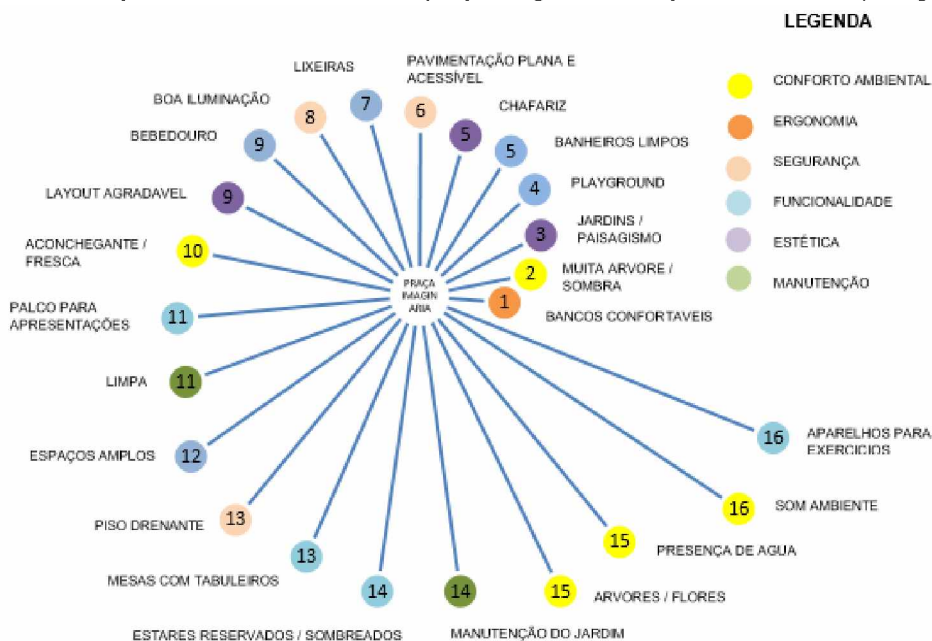 LEGENDA
CONFORTO AMBIENTAL
ERGONOMIA
SEGURANÇA
FUNCIONALIDADE
ESTÉTICA
MANUTENÇÃO
PRAÇA
IMAGIN
ARIA
1
BANCOS CONFORTAVEIS
2
MUITA ARVORE /
SOMBRA
3
JARDINS /
PAISAGISMO
4
PLAYGROUND
5
BANHEIROS LIMPOS
5
CHAFARIZ
6
PAVIMENTAÇÃO PLANA E
ACESSÍVEL
7
LIXEIRAS
8
BOA ILUMINAÇÃO
9
BEBEDOURO
9
LAYOUT AGRADAVEL
10
ACONCHEGANTE /
FRESCA
11
PALCO PARA
APRESENTAÇÕES
11
LIMPA
12
ESPAÇOS AMPLOS
13
PISO DRENANTE
13
MESAS COM TABULEIROS
14
ESTARES RESERVADOS / SOMBREADOS
14
MANUTENÇÃO DO JARDIM
15
ARVORES / FLORES
15
PRESENÇA DE AGUA
16
SOM AMBIENTE
16
APARELHOS PARA
EXERCICIOS